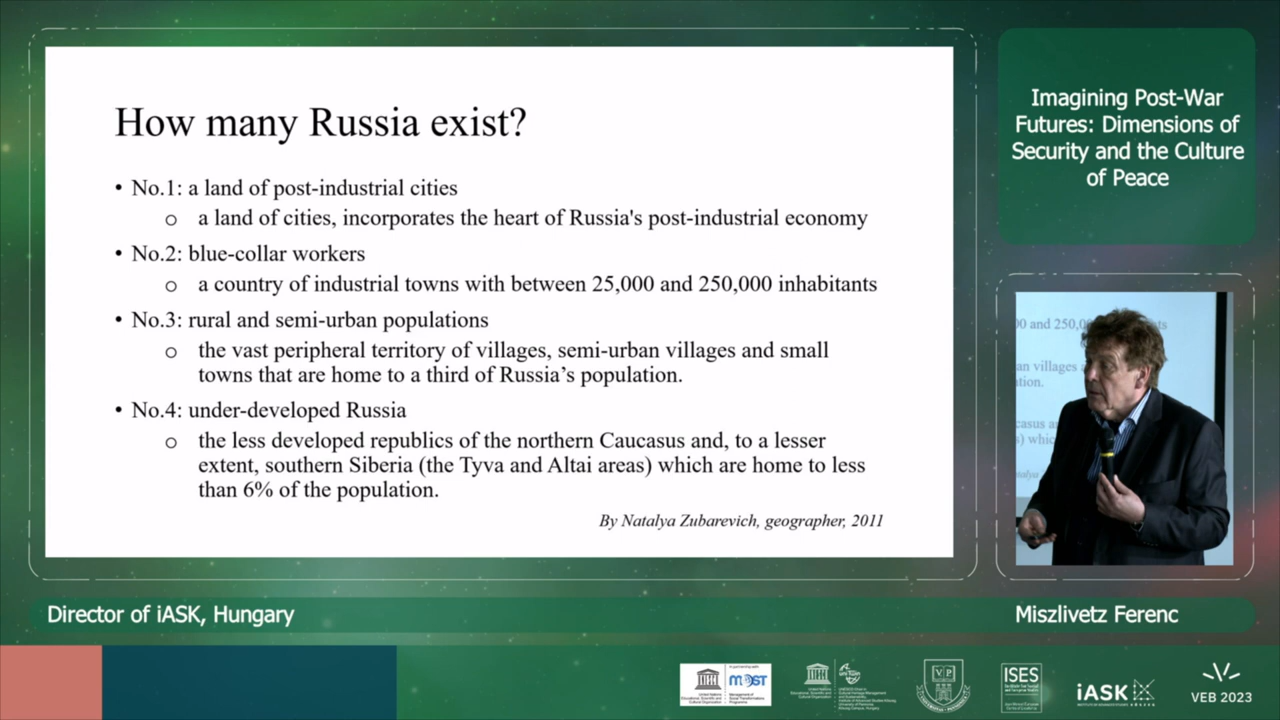 How many Russia exist?
• No.1: a land of post-industrial cities
o a land of cities, incorporates the heart of Russia's post-industrial economy
• No.2: blue-collar workers
o a country of industrial towns with between 25,000 and 250,000 inhabitants
• No.3: rural and semi-urban populations
o the vast peripheral territory of villages, semi-urban villages and small
towns that are home to a third of Russia’s population.
• No.4: under-developed Russia
o the less developed republics of the northern Caucasus and, to a lesser
extent, southern Siberia (the Tyva and Altai areas) which are home to less
than 6% of the population.
By Natalya Zubarevich, geographer, 2011
Imagining Post-War
Futures: Dimensions of
Security and the Culture
of Peace
Director of iASK, Hungary
Miszlivetz Ferenc
MOST
ISES
iASK
VEB 2023